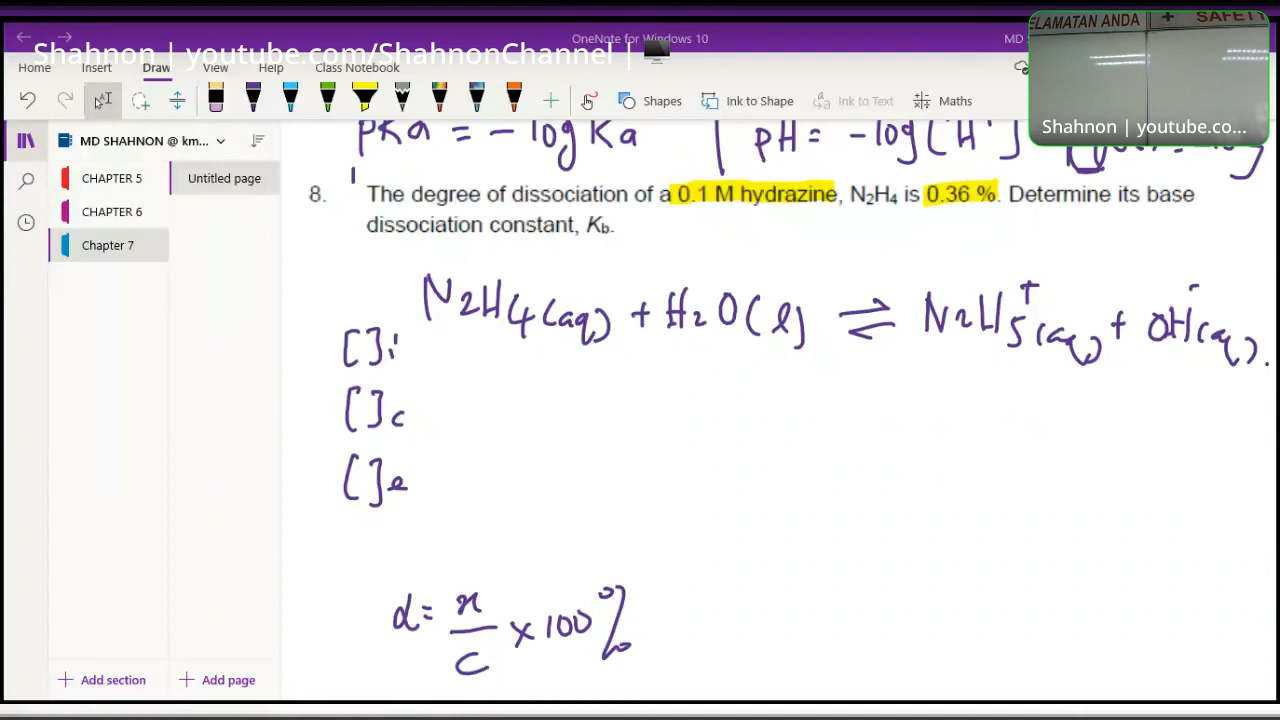 OneNote for Windows 10
MD
Shahnon | youtube.com/ShahnonChannel |
ELAMATAN ANDA + SAFETY
Shahnon | youtube.co...
Home Insert Draw View Help Class Notebook
Shapes Ink to Shape Ink to Text Maths
MD SHAHNON @ km...
CHAPTER 5
CHAPTER 6
Chapter 7
Untitled page
pKa = - log Ka | pH = -log [H+]
8. The degree of dissociation of a 0.1 M hydrazine, N₂H₄ is 0.36 %. Determine its base
dissociation constant, Kb.
N2H4(aq) + H2O(l) ⇌ N2H5+(aq) + OH-(aq).
[ ]i
[ ]c
[ ]e
α = x/c × 100%
+ Add section + Add page